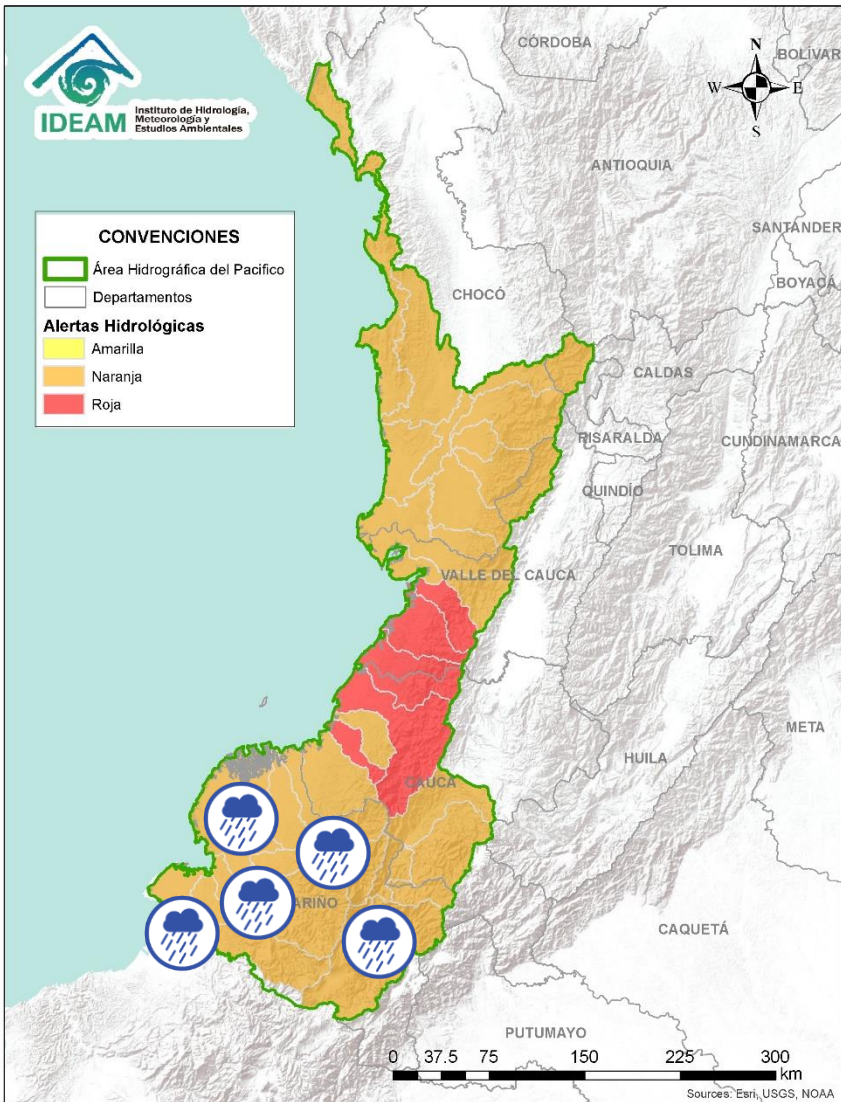 IDEAM
Instituto de Hidrología,
Meteorología y
Estudios Ambientales
CÓRDOBA
BOLÍVAR
N
W
E
S
ANTIOQUIA
SANTANDER
BOYACÁ
CONVENCIONES
Área Hidrográfica del Pacifico
Departamentos
Alertas Hidrológicas
Amarilla
Naranja
Roja
CHOCÓ
CALDAS
RISARALDA
CUNDINAMARCA
QUINDÍO
TOLIMA
VALLE DEL CAUCA
META
HUILA
CAUCA
ARIÑO
CAQUETÁ
PUTUMAYO
0 37.5 75 150 225 300
km
Sources: Esri, USGS, NOAA